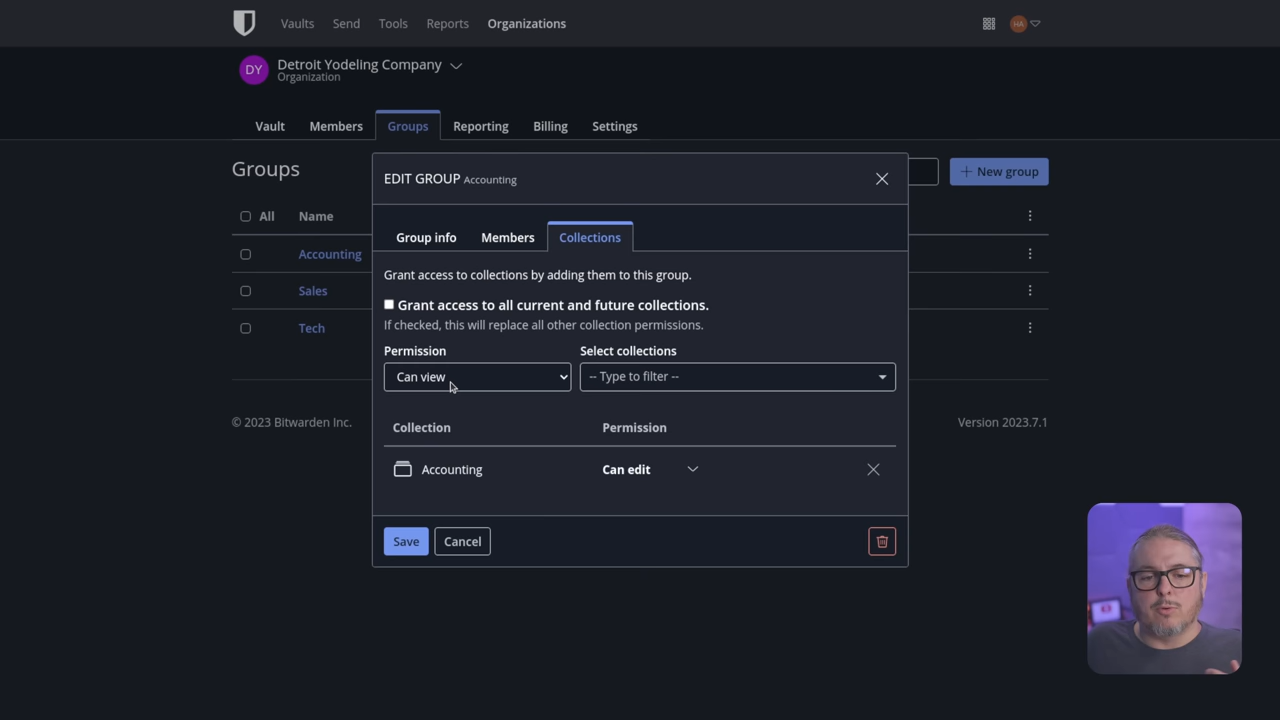 Vaults Send Tools Reports Organizations
HA
DY
Detroit Yodeling Company
Organization
Vault Members Groups Reporting Billing Settings
Groups
+ New group
All Name
Accounting
Sales
Tech
EDIT GROUP Accounting
Group info Members Collections
Grant access to collections by adding them to this group.
Grant access to all current and future collections.
If checked, this will replace all other collection permissions.
Permission Select collections
Can view -- Type to filter --
Collection Permission
Accounting Can edit
Save Cancel
© 2023 Bitwarden Inc. Version 2023.7.1